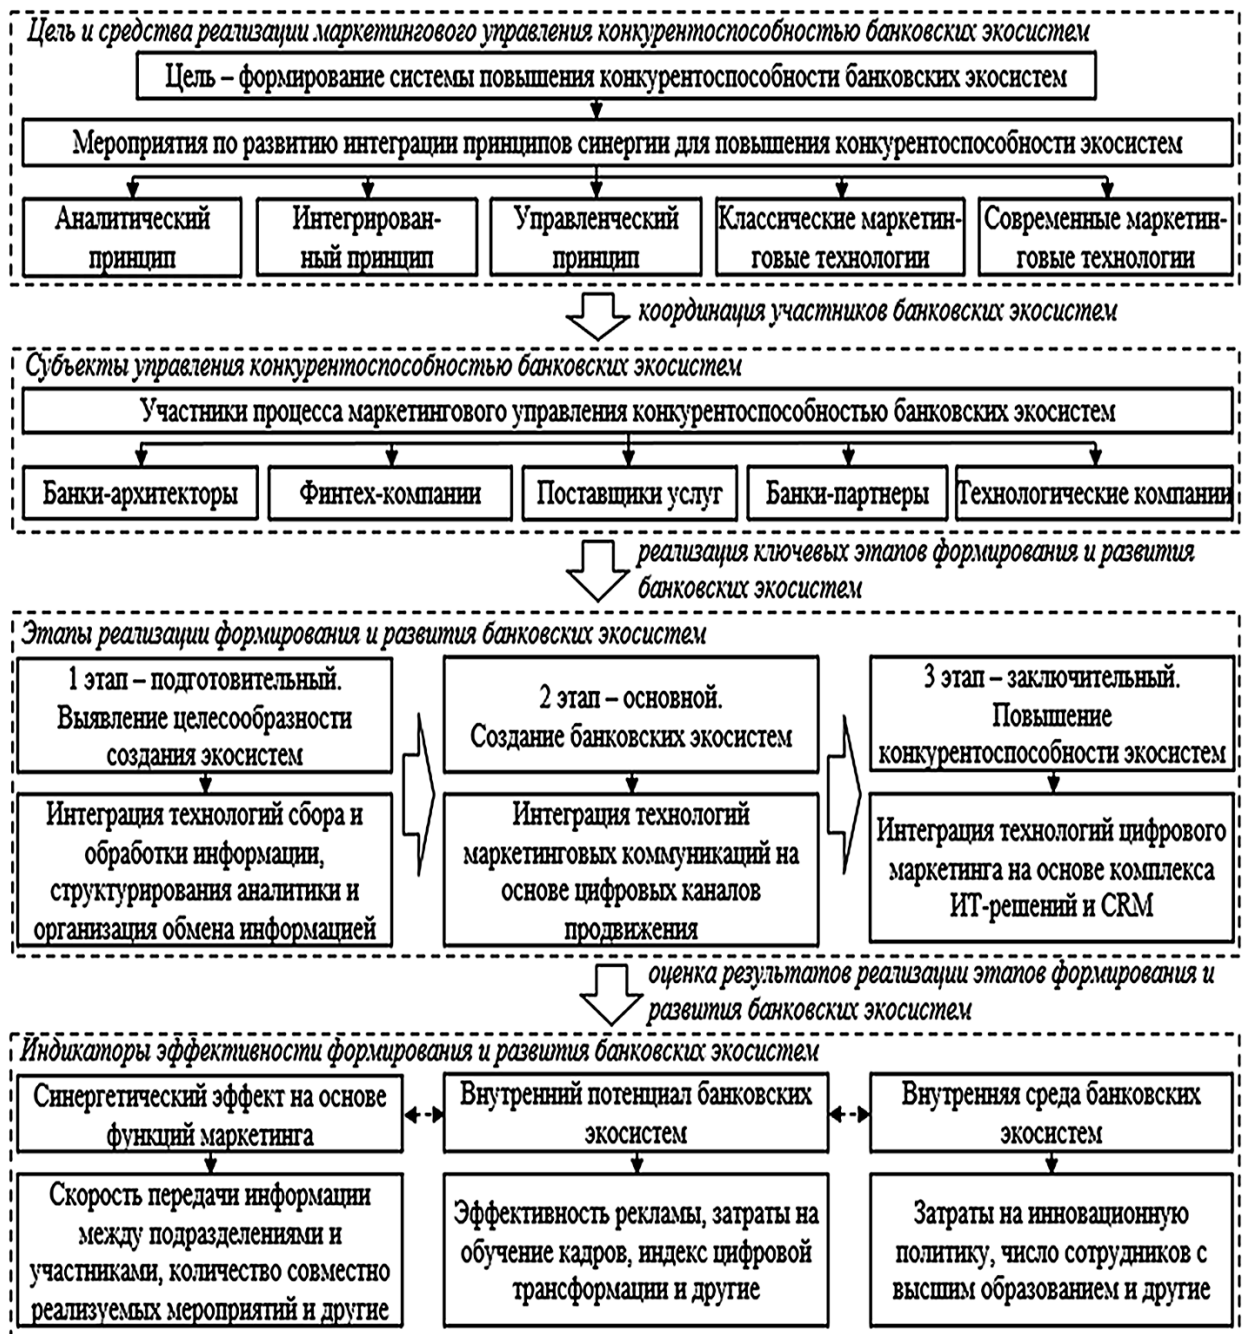 Цель и средства реализации маркетингового управления конкурентоспособностью банковских экосистем
Цель – формирование системы повышения конкурентоспособности банковских экосистем
Мероприятия по развитию интеграции принципов синергии для повышения конкурентоспособности экосистем
Аналитический
принцип
Интегрирован-
ный принцип
Управленческий
принцип
Классические маркетин-
говые технологии
Современные маркетин-
говые технологии
координация участников банковских экосистем
Субъекты управления конкурентоспособностью банковских экосистем
Участники процесса маркетингового управления конкурентоспособностью банковских экосистем
Банки-архитекторы
Финтех-компании
Поставщики услуг
Банки-партнеры
Технологические компании
реализация ключевых этапов формирования и развития
банковских экосистем
Этапы реализации формирования и развития банковских экосистем
1 этап – подготовительный.
Выявление целесообразности
создания экосистем
2 этап – основной.
Создание банковских экосистем
3 этап – заключительный.
Повышение
конкурентоспособности экосистем
Интеграция технологий сбора и
обработки информации,
структурирования аналитики и
организация обмена информацией
Интеграция технологий
маркетинговых коммуникаций на
основе цифровых каналов
продвижения
Интеграция технологий цифрового
маркетинга на основе комплекса
ИТ-решений и CRM
оценка результатов реализации этапов формирования и
развития банковских экосистем
Индикаторы эффективности формирования и развития банковских экосистем
Синергетический эффект на основе
функций маркетинга
Внутренний потенциал банковских
экосистем
Внутренняя среда банковских
экосистем
Скорость передачи информации
между подразделениями и
участниками, количество совместно
реализуемых мероприятий и другие
Эффективность рекламы, затраты на
обучение кадров, индекс цифровой
трансформации и другие
Затраты на инновационную
политику, число сотрудников с
высшим образованием и другие